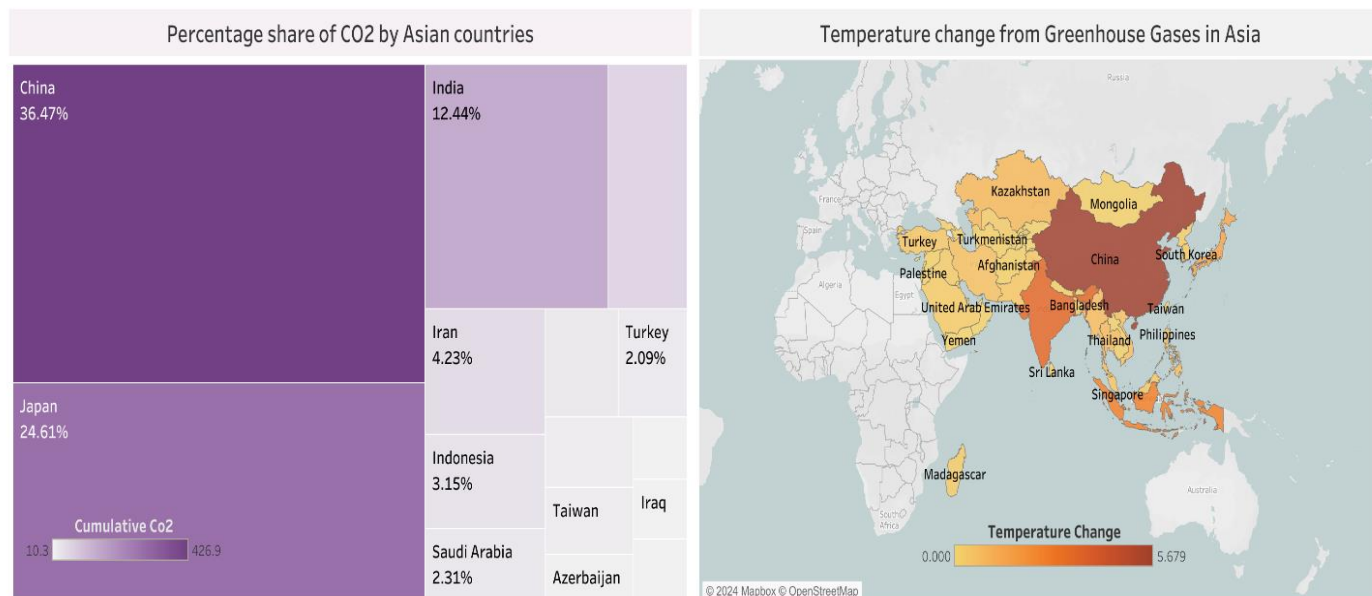 Percentage share of CO2 by Asian countries
China
36.47%
India
12.44%
Iran
4.23%
Turkey
2.09%
Japan
24.61%
Indonesia
3.15%
Taiwan
Iraq
Saudi Arabia
2.31%
Azerbaijan
Cumulative Co2
10.3
426.9
Temperature change from Greenhouse Gases in Asia
Russia
France
Spain
Kazakhstan
Mongolia
Turkey
Turkmenistan
China
South Korea
Palestine
Afghanistan
Algeria
Egypt
United Arab Emirates
Bangladesh
Taiwan
Yemen
Thailand
Philippines
Sri Lanka
Singapore
Madagascar
Australia
South
Africa
Temperature Change
0.000
5.679
© 2024 Mapbox © OpenStreetMap